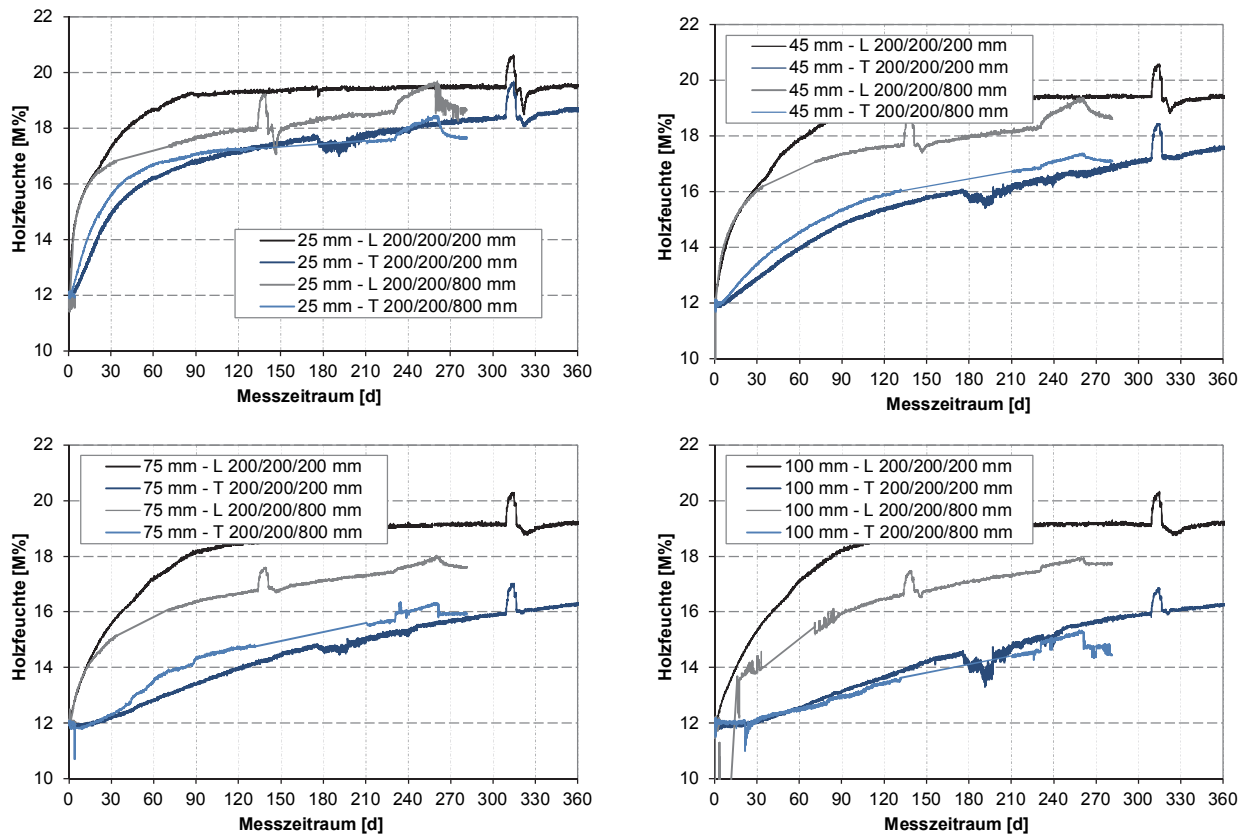 22
20
18
16
14
12
10
Holzfeuchte [M%]
25 mm - L 200/200/200 mm
25 mm - T 200/200/200 mm
25 mm - L 200/200/800 mm
25 mm - T 200/200/800 mm
0 30 60 90 120 150 180 210 240 270 300 330 360
Messzeitraum [d]
22
20
18
16
14
12
10
Holzfeuchte [M%]
45 mm - L 200/200/200 mm
45 mm - T 200/200/200 mm
45 mm - L 200/200/800 mm
45 mm - T 200/200/800 mm
0 30 60 90 120 150 180 210 240 270 300 330 360
Messzeitraum [d]
22
20
18
16
14
12
10
Holzfeuchte [M%]
75 mm - L 200/200/200 mm
75 mm - T 200/200/200 mm
75 mm - L 200/200/800 mm
75 mm - T 200/200/800 mm
0 30 60 90 120 150 180 210 240 270 300 330 360
Messzeitraum [d]
22
20
18
16
14
12
10
Holzfeuchte [M%]
100 mm - L 200/200/200 mm
100 mm - T 200/200/200 mm
100 mm - L 200/200/800 mm
100 mm - T 200/200/800 mm
0 30 60 90 120 150 180 210 240 270 300 330 360
Messzeitraum [d]